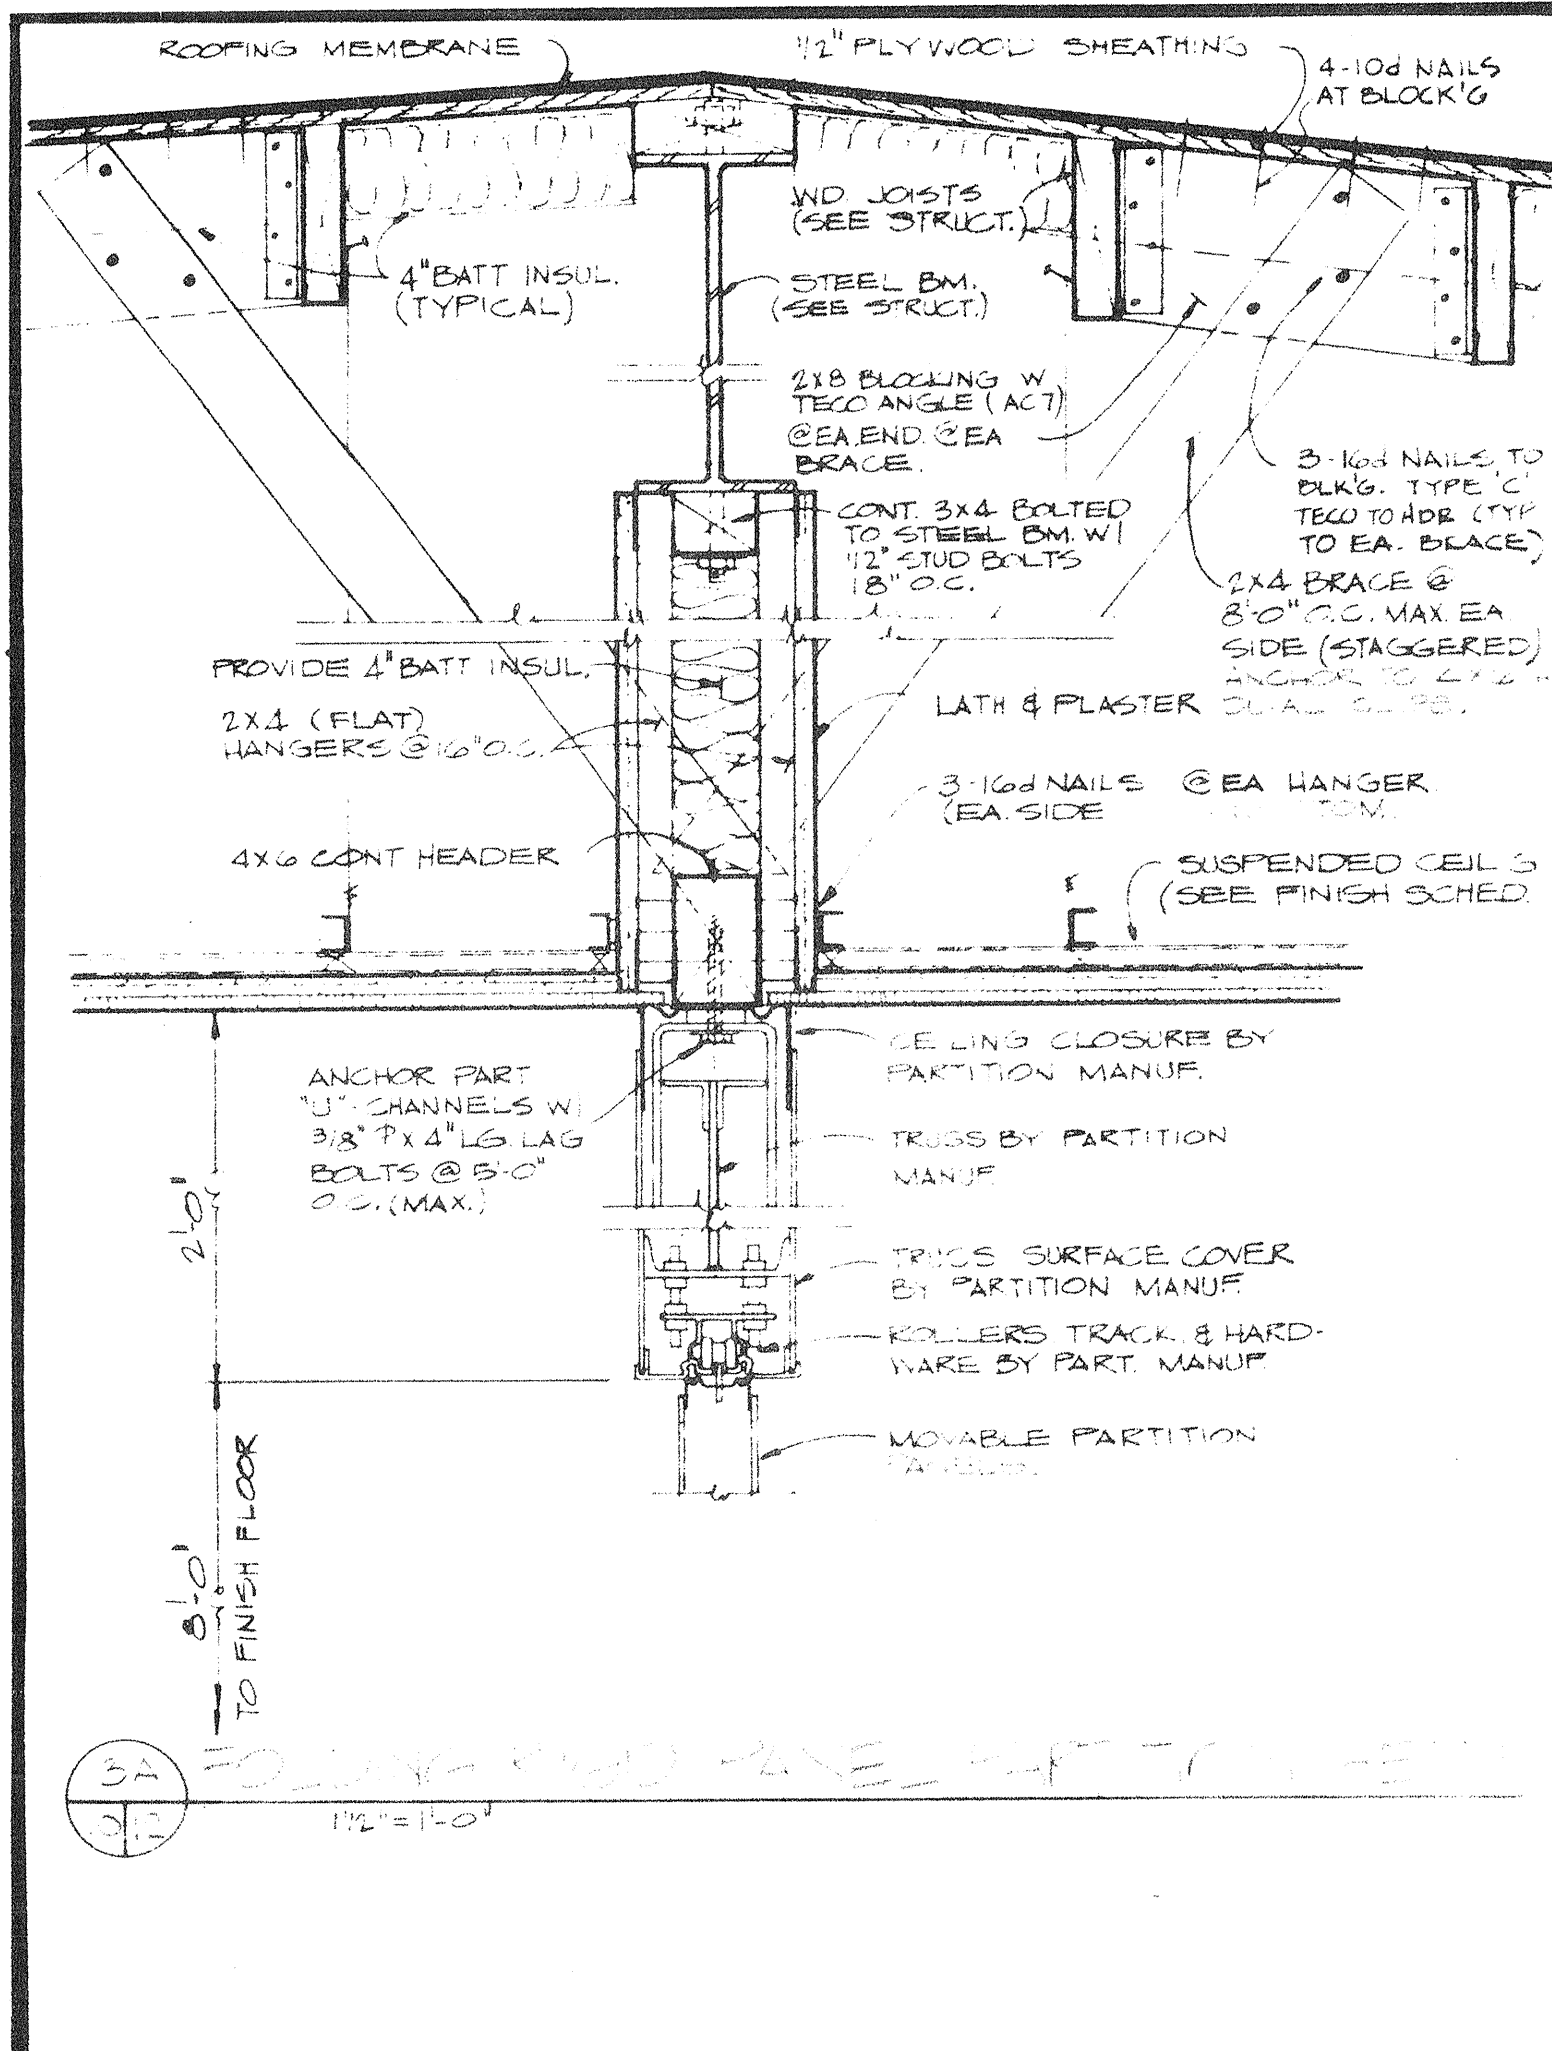 ROOFING MEMBRANE
1/2" PLYWOOD SHEATHING
4-10d NAILS
AT BLOCK'G
WD. JOISTS
(SEE STRUCT.)
4" BATT INSUL.
(TYPICAL)
STEEL BM.
(SEE STRUCT.)
2X8 BLOCKING W
TECO ANGLE (AC7)
@EA.END @EA
BRACE.
3-16d NAILS TO
BLK'G. TYPE 'C'
TECO TO HDR (TYP
TO EA. BRACE)
CONT. 3X4 BOLTED
TO STEEL BM. W/
1/2" STUD BOLTS
18" O.C.
2X4 BRACE @
8'-0" O.C. MAX. EA
SIDE (STAGGERED)
ANCHOR TO
PROVIDE 4" BATT INSUL.
2X4 (FLAT)
HANGERS @ 16" O.C.
LATH & PLASTER
3-16d NAILS @ EA HANGER
(EA. SIDE
4X6 CONT HEADER
SUSPENDED CEIL G
(SEE FINISH SCHED.
CE LING CLOSURE BY
PARTITION MANUF.
ANCHOR PART
"U" CHANNELS W/
3/8" φ X 4" LG. LAG
BOLTS @ 5'-0"
O.C. (MAX.)
TRUSS BY PARTITION
MANUF.
2'-0"
TRUSS SURFACE COVER
BY PARTITION MANUF.
ROLLERS TRACK & HARD-
WARE BY PART. MANUF.
MOVABLE PARTITION
8'-0"
TO FINISH FLOOR
3A
12
1 1/2" = 1'-0"